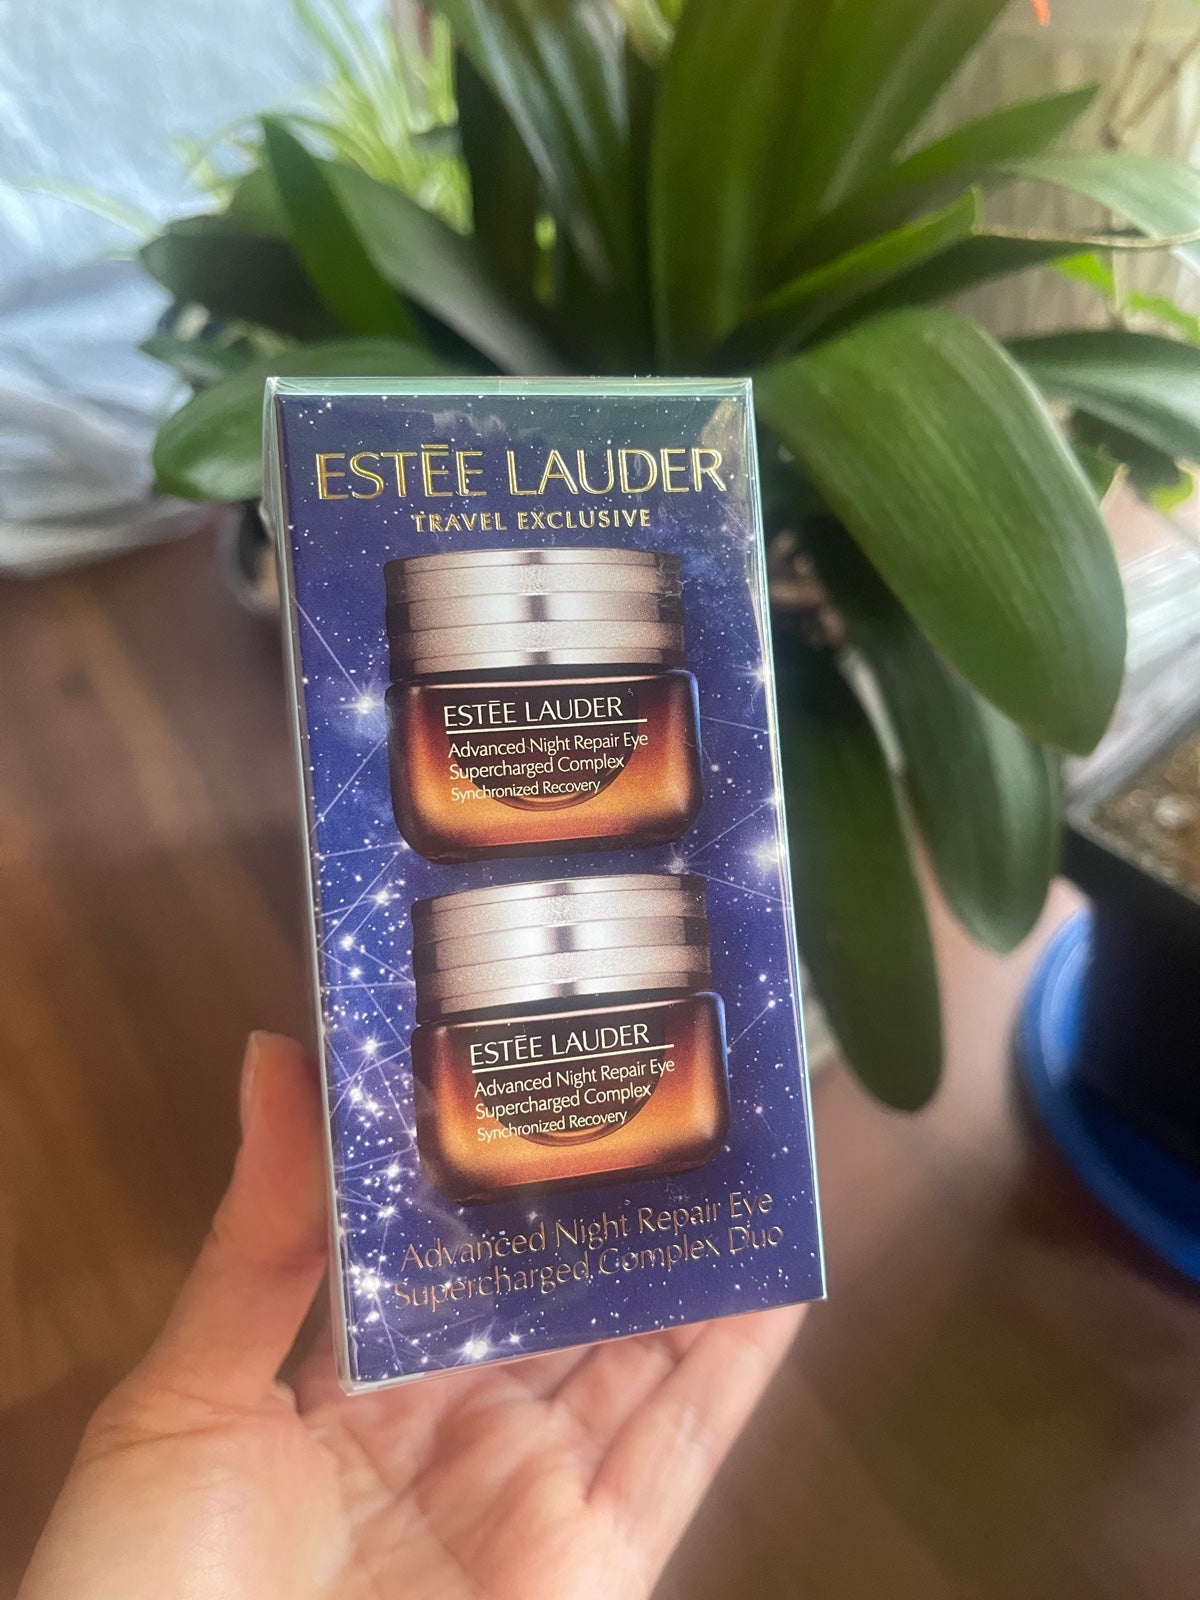 ESTĒE LAUDER
TRAVEL EXCLUSIVE
ESTĒE LAUDER
Advanced Night Repair Eye
Supercharged Complex
Synchronized Recovery
ESTĒE LAUDER
Advanced Night Repair Eye
Supercharged Complex
Synchronized Recovery
Advanced Night Repair Eye
Supercharged Complex Duo